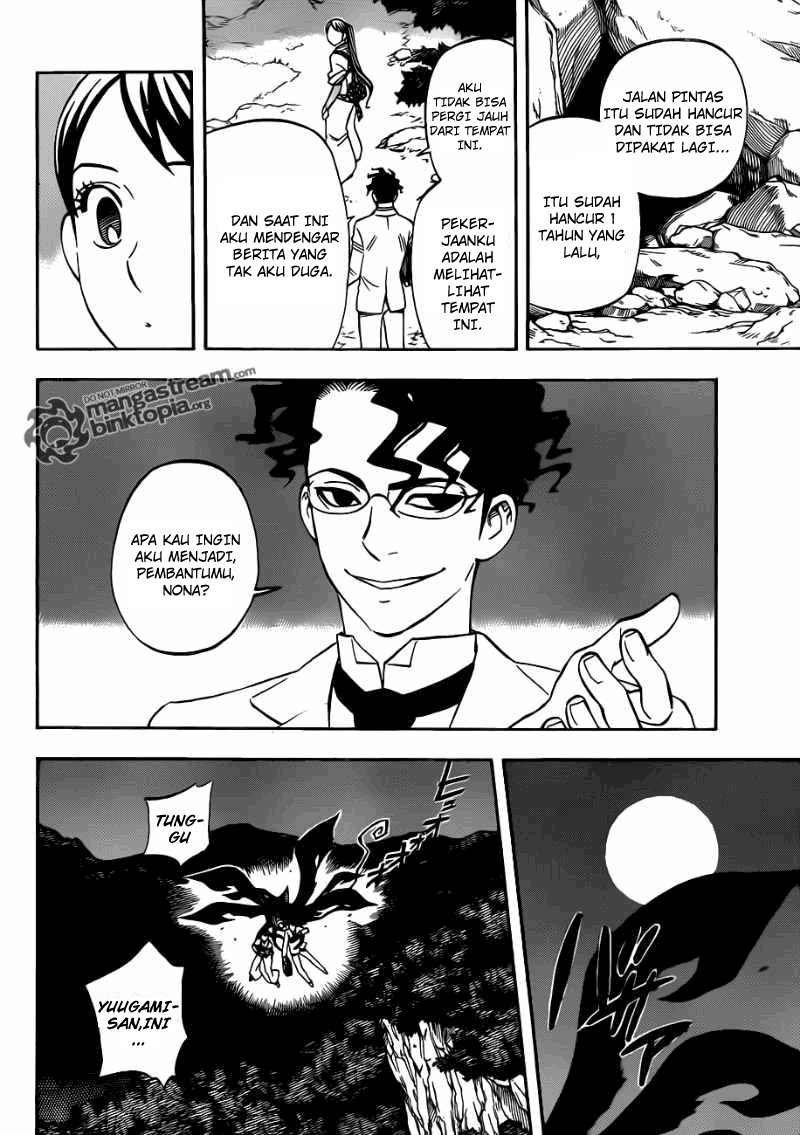 JALAN PINTAS
ITU SUDAH HANCUR
DAN TIDAK BISA
DIPAKAI LAGI...
ITU SUDAH
HANCUR 1
TAHUN YANG
LALU,
AKU
TIDAK BISA
PERGI JAUH
DARI TEMPAT
INI.
PEKER-
JAANKU
ADALAH
MELIHAT-
LIHAT
TEMPAT
INI.
DAN SAAT INI
AKU MENDENGAR
BERITA YANG
TAK AKU DUGA.
DO NOT MIRROR
mangastream.com
binktopia.org
APA KAU INGIN
AKU MENJADI,
PEMBANTUMU,
NONA?
TUNG-
GU
YUUGAMI-
SAN,INI
...